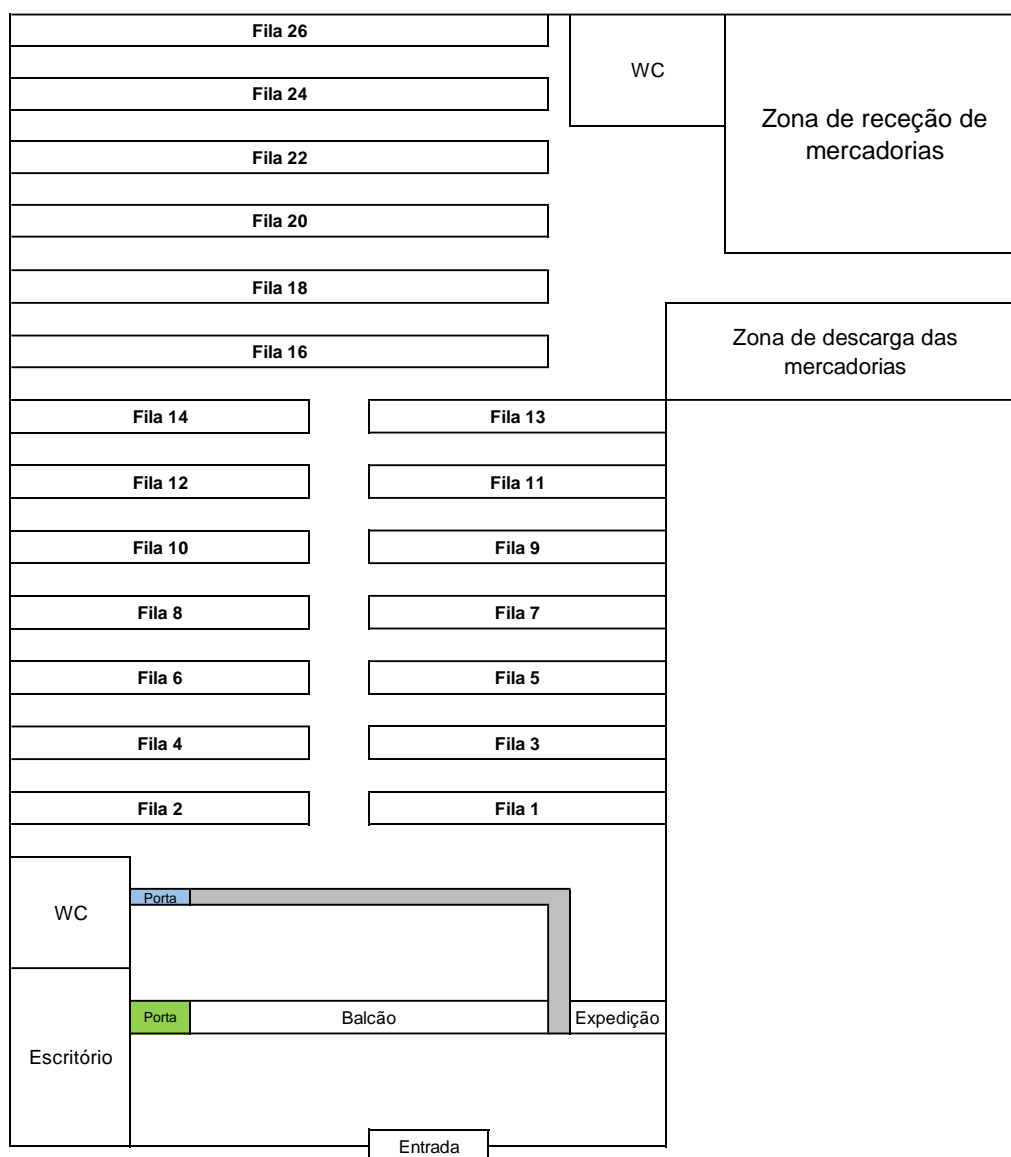 Fila 26
WC
Zona de receção de
mercadorias
Fila 24
Fila 22
Fila 20
Fila 18
Zona de descarga das
mercadorias
Fila 16
Fila 14
Fila 13
Fila 12
Fila 11
Fila 10
Fila 9
Fila 8
Fila 7
Fila 6
Fila 5
Fila 4
Fila 3
Fila 2
Fila 1
WC
Porta
Porta
Balcão
Expedição
Escritório
Entrada